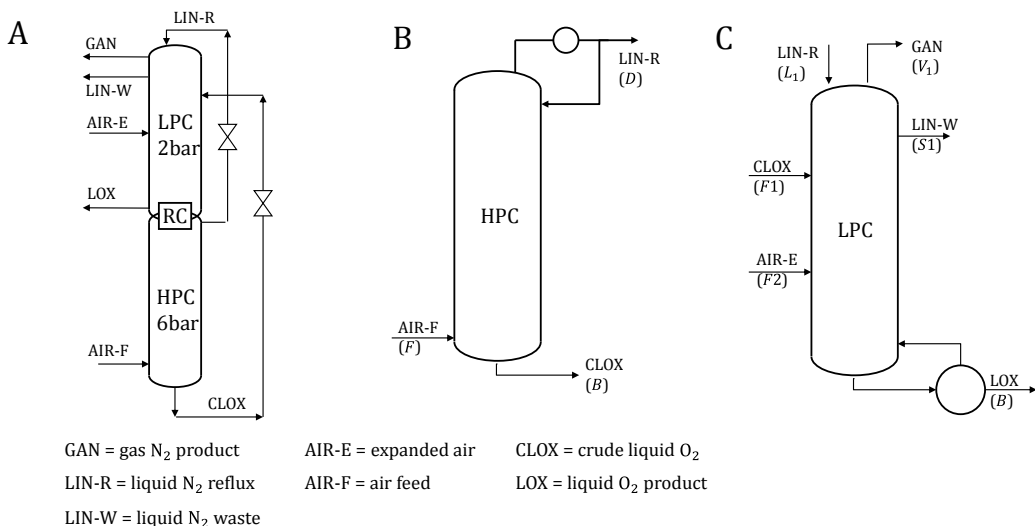 A
LIN-R
GAN
LIN-W
AIR-E
LPC
2bar
LOX
RC
HPC
6bar
AIR-F
CLOX
B
LIN-R
(D)
HPC
AIR-F
(F)
CLOX
(B)
C
LIN-R
(L₁)
GAN
(V₁)
LIN-W
(S1)
CLOX
(F1)
LPC
AIR-E
(F2)
LOX
(B)
GAN = gas N₂ product
AIR-E = expanded air
CLOX = crude liquid O₂
LIN-R = liquid N₂ reflux
AIR-F = air feed
LOX = liquid O₂ product
LIN-W = liquid N₂ waste